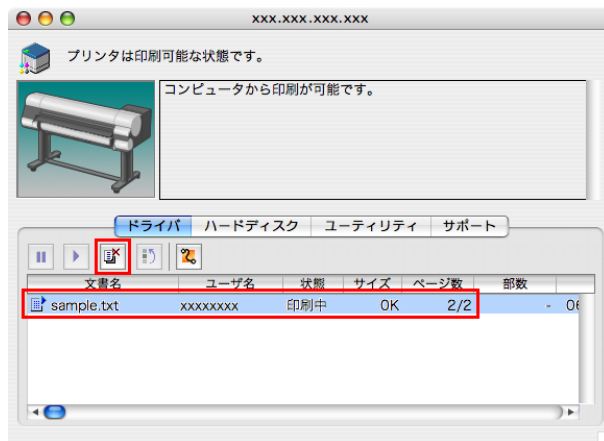 xxx.xxx.xxx.xxx
プリンタは印刷可能な状態です。
コンピュータから印刷が可能です。
ドライバ ハードディスク ユーティリティ サポート
文書名 ユーザ名 状態 サイズ ページ数 部数
sample.txt xxxxxxxx 印刷中 0K 2/2 -